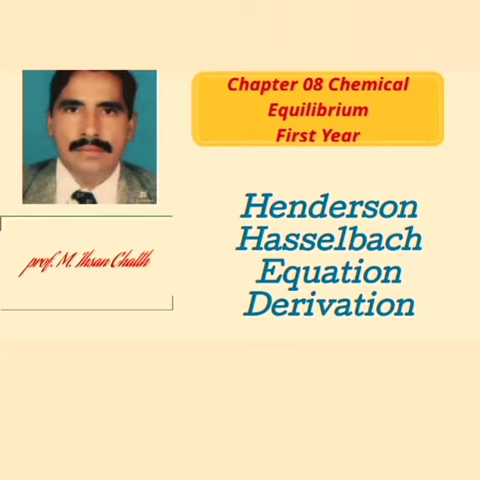 Chapter 08 Chemical
Equilibrium
First Year
Henderson
Hasselbach
Equation
Derivation
prof. M. Ihsan Chatth